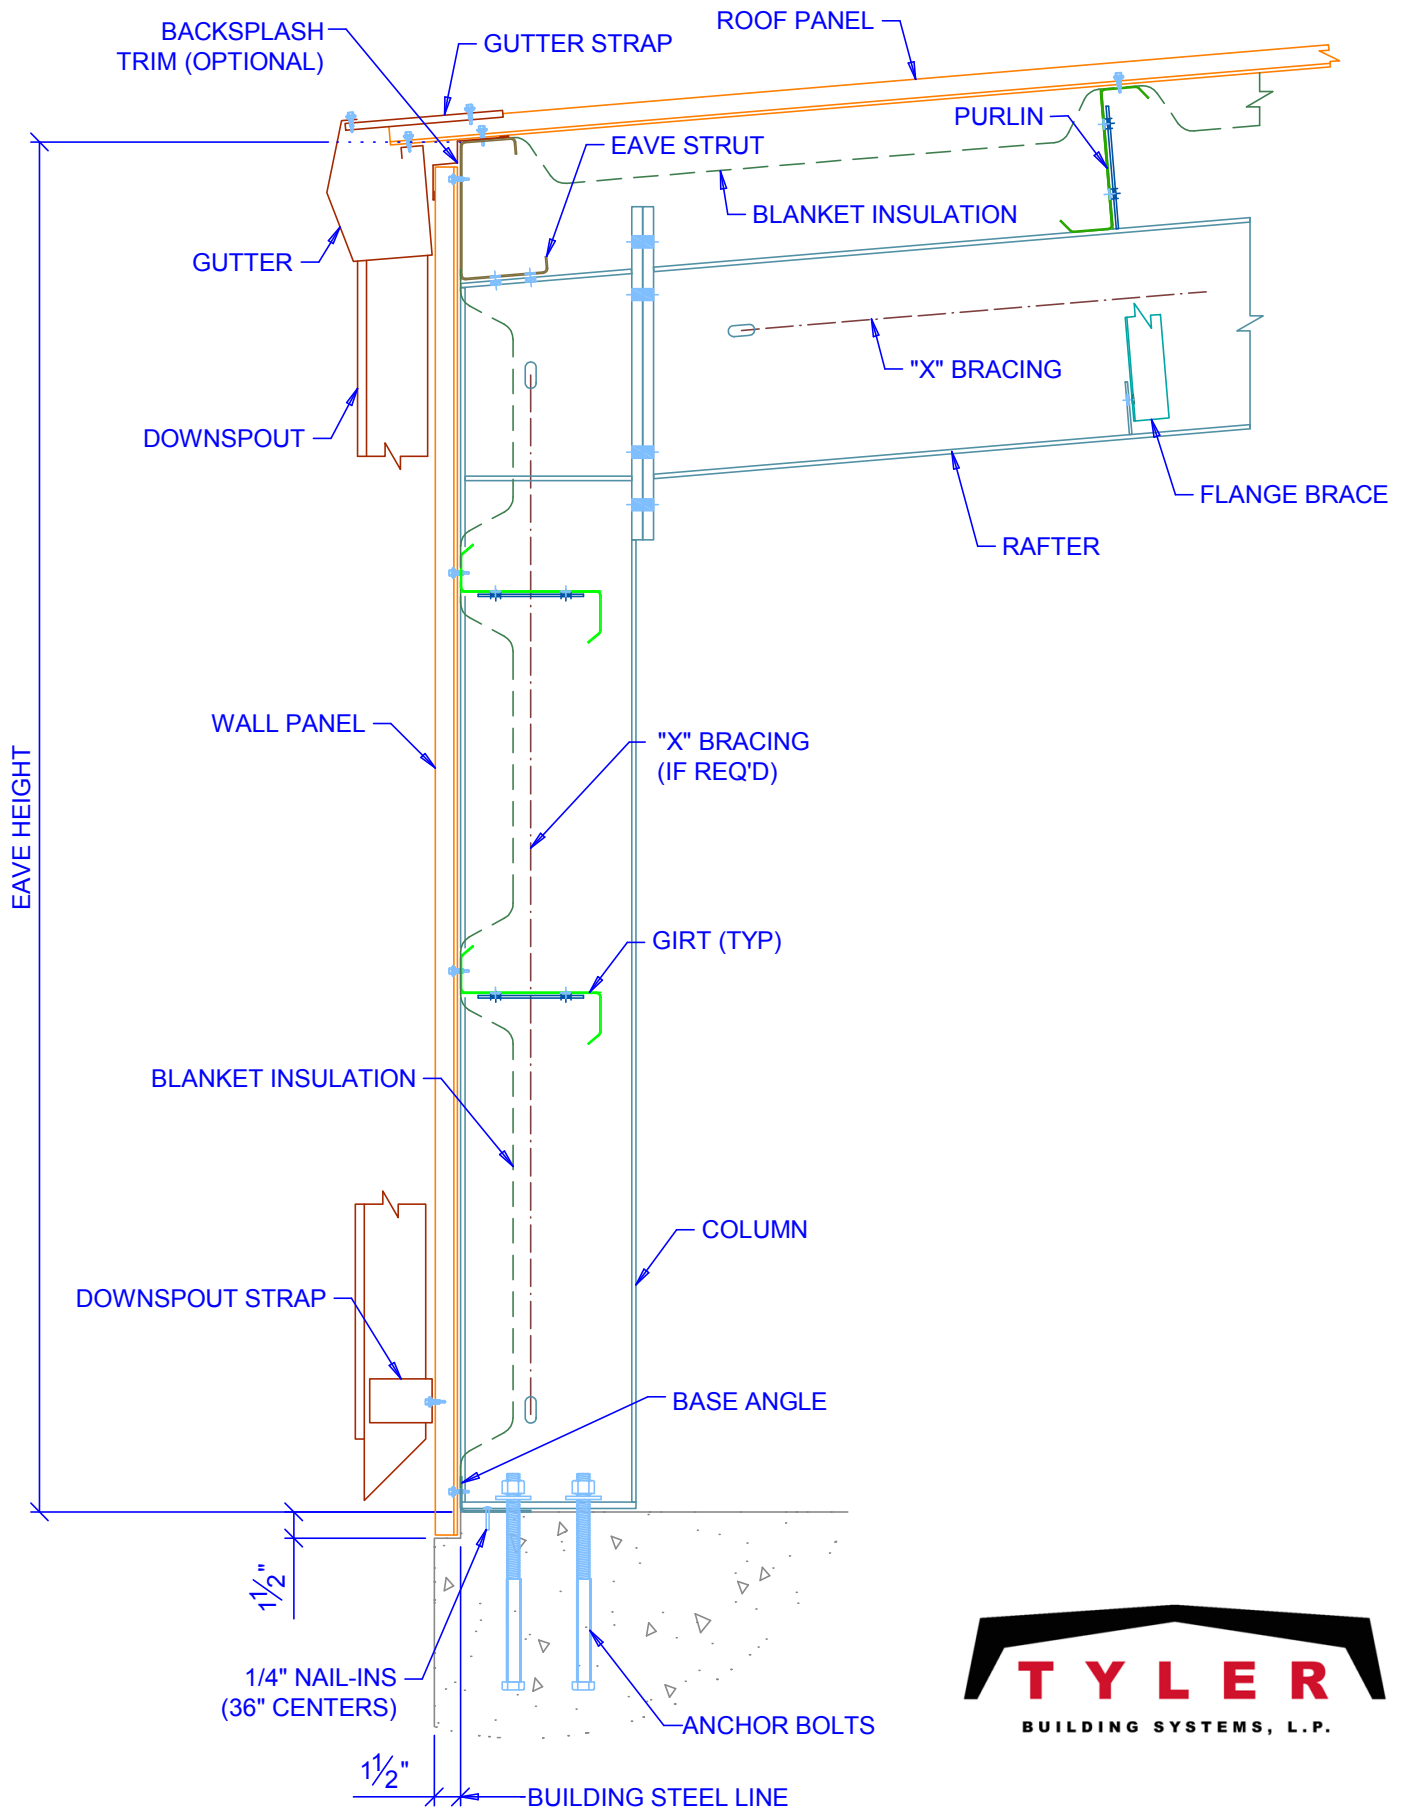 ROOF PANEL
BACKSPLASH
TRIM (OPTIONAL)
GUTTER STRAP
PURLIN
EAVE STRUT
BLANKET INSULATION
GUTTER
"X" BRACING
DOWNSPOUT
FLANGE BRACE
RAFTER
WALL PANEL
"X" BRACING
(IF REQ'D)
EAVE HEIGHT
GIRT (TYP)
BLANKET INSULATION
COLUMN
DOWNSPOUT STRAP
BASE ANGLE
1½"
1/4" NAIL-INS
(36" CENTERS)
ANCHOR BOLTS
1½"
BUILDING STEEL LINE
TYLER
BUILDING SYSTEMS, L.P.